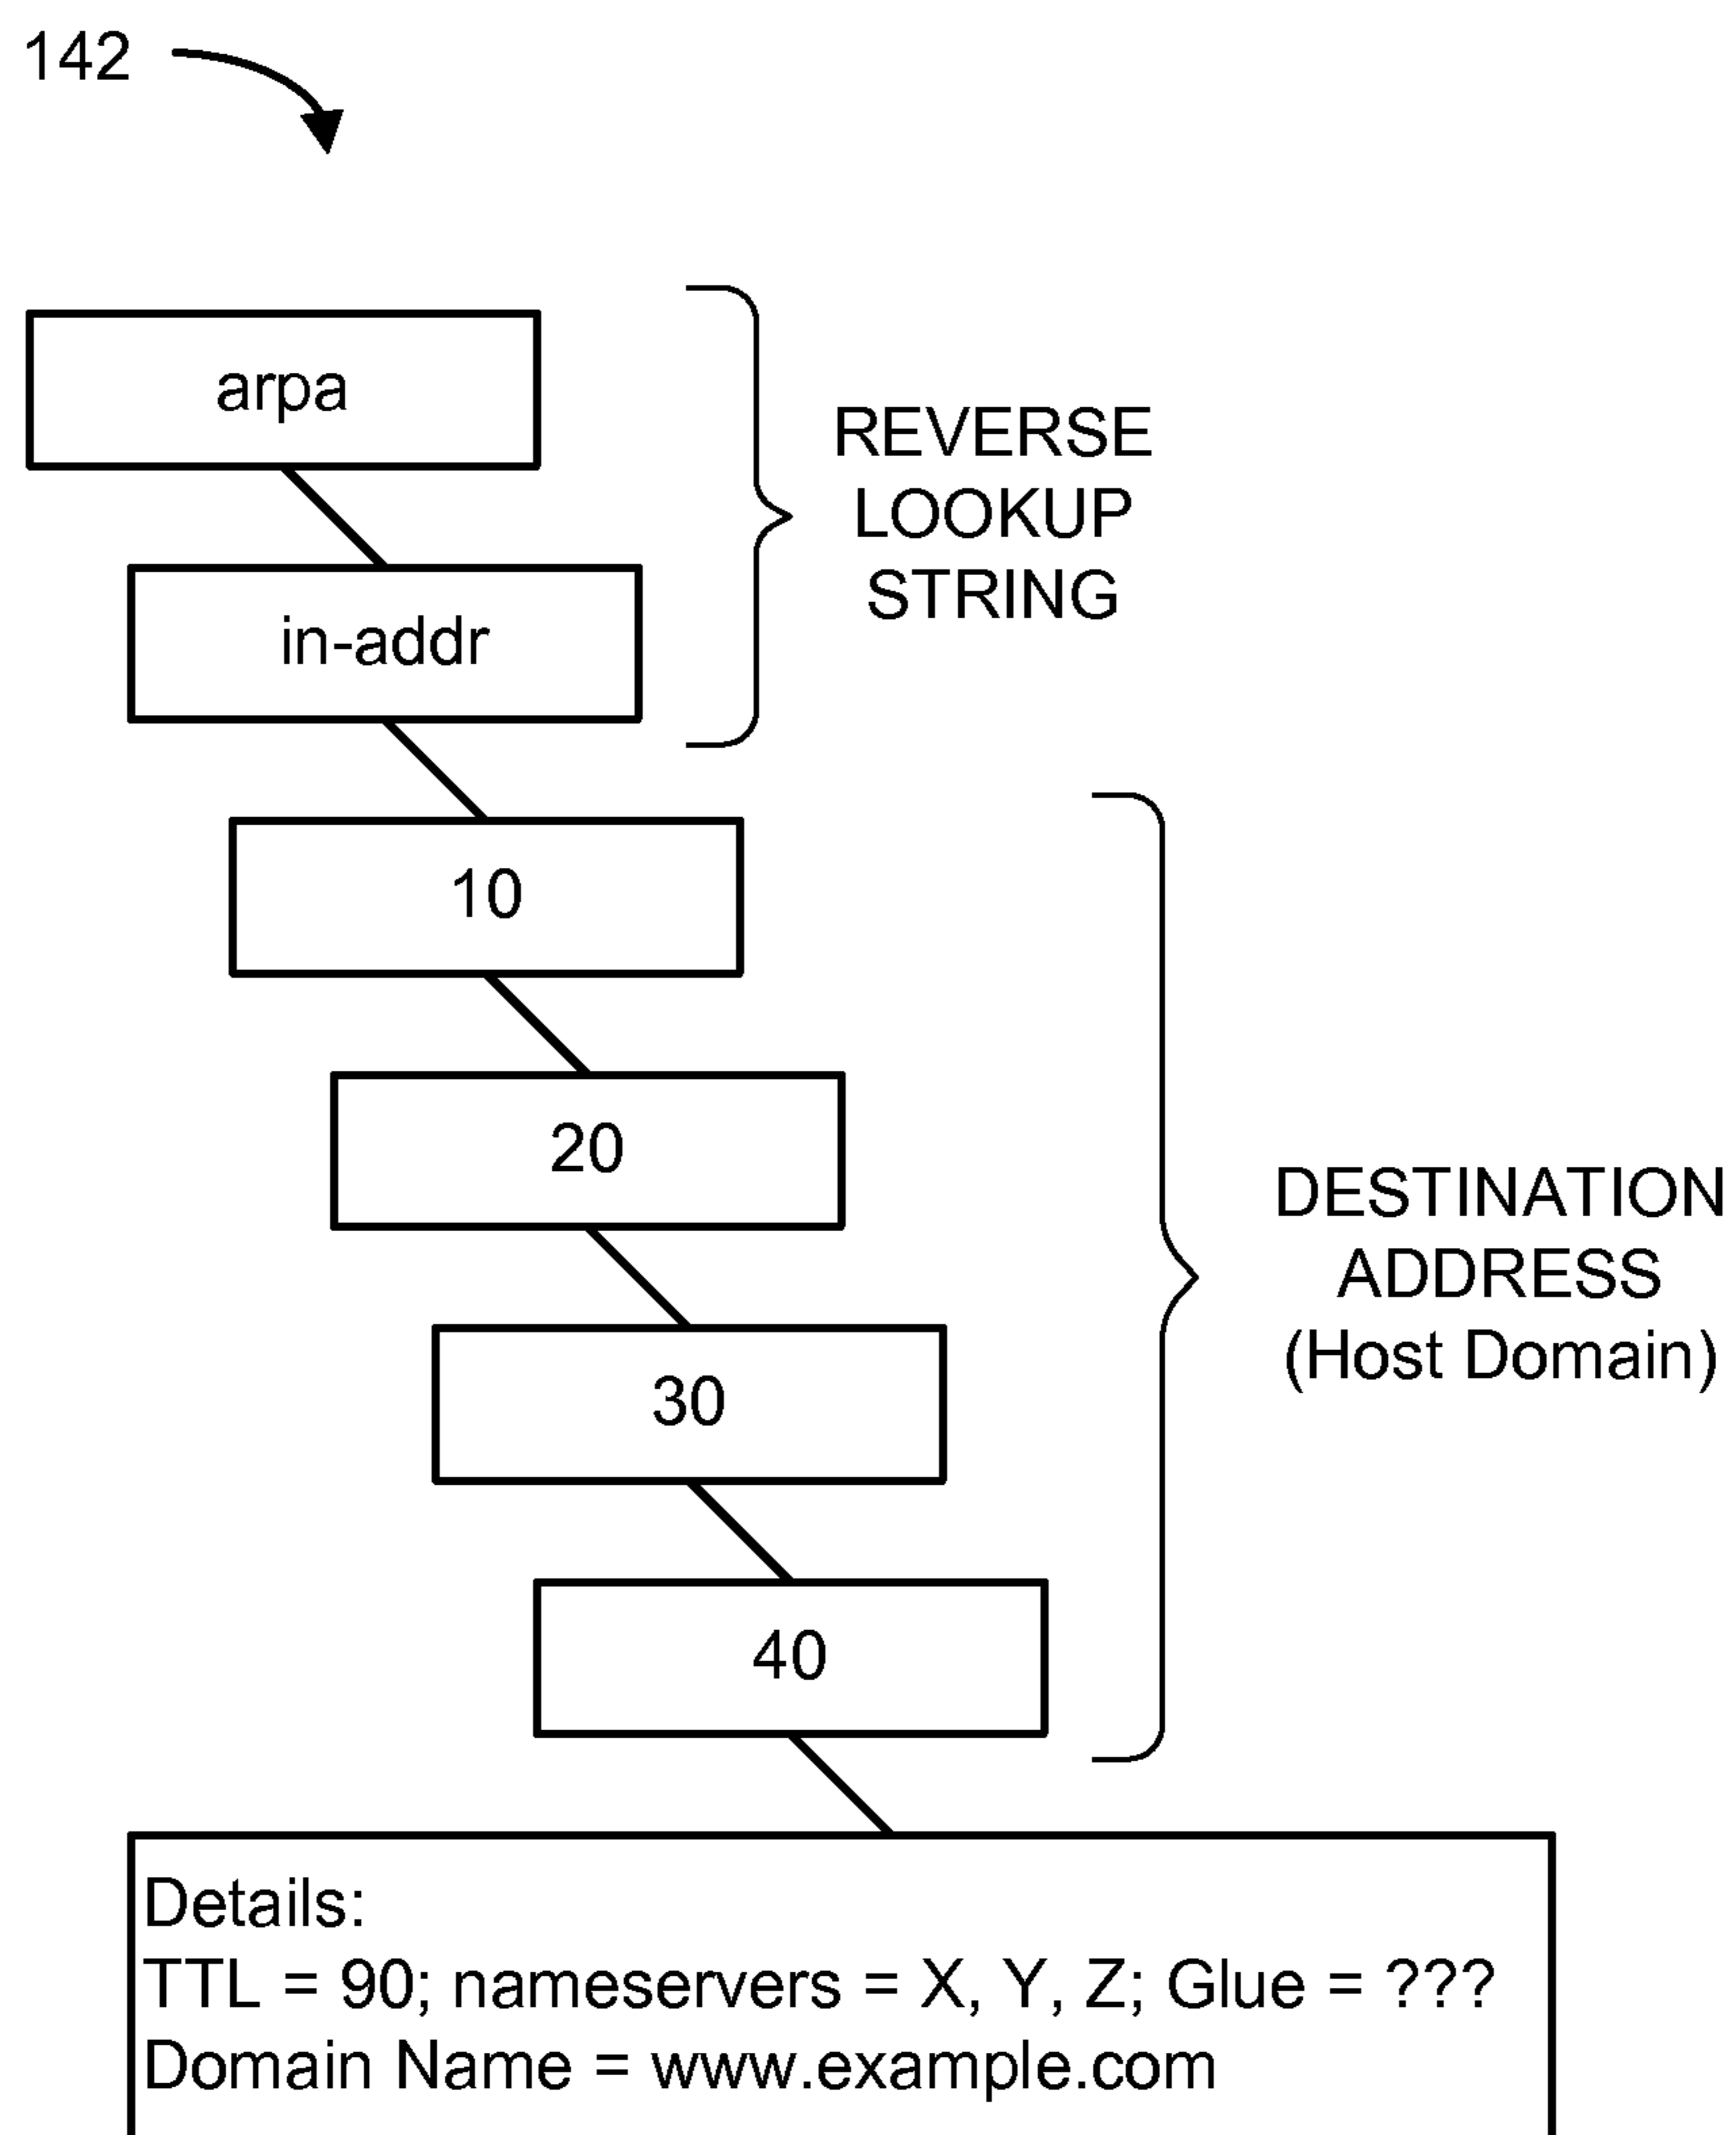 142
arpa
REVERSE
LOOKUP
STRING
in-addr
10
20
DESTINATION
ADDRESS
(Host Domain)
30
40
Details:
TTL = 90; nameservers = X, Y, Z; Glue = ???
Domain Name = www.example.com